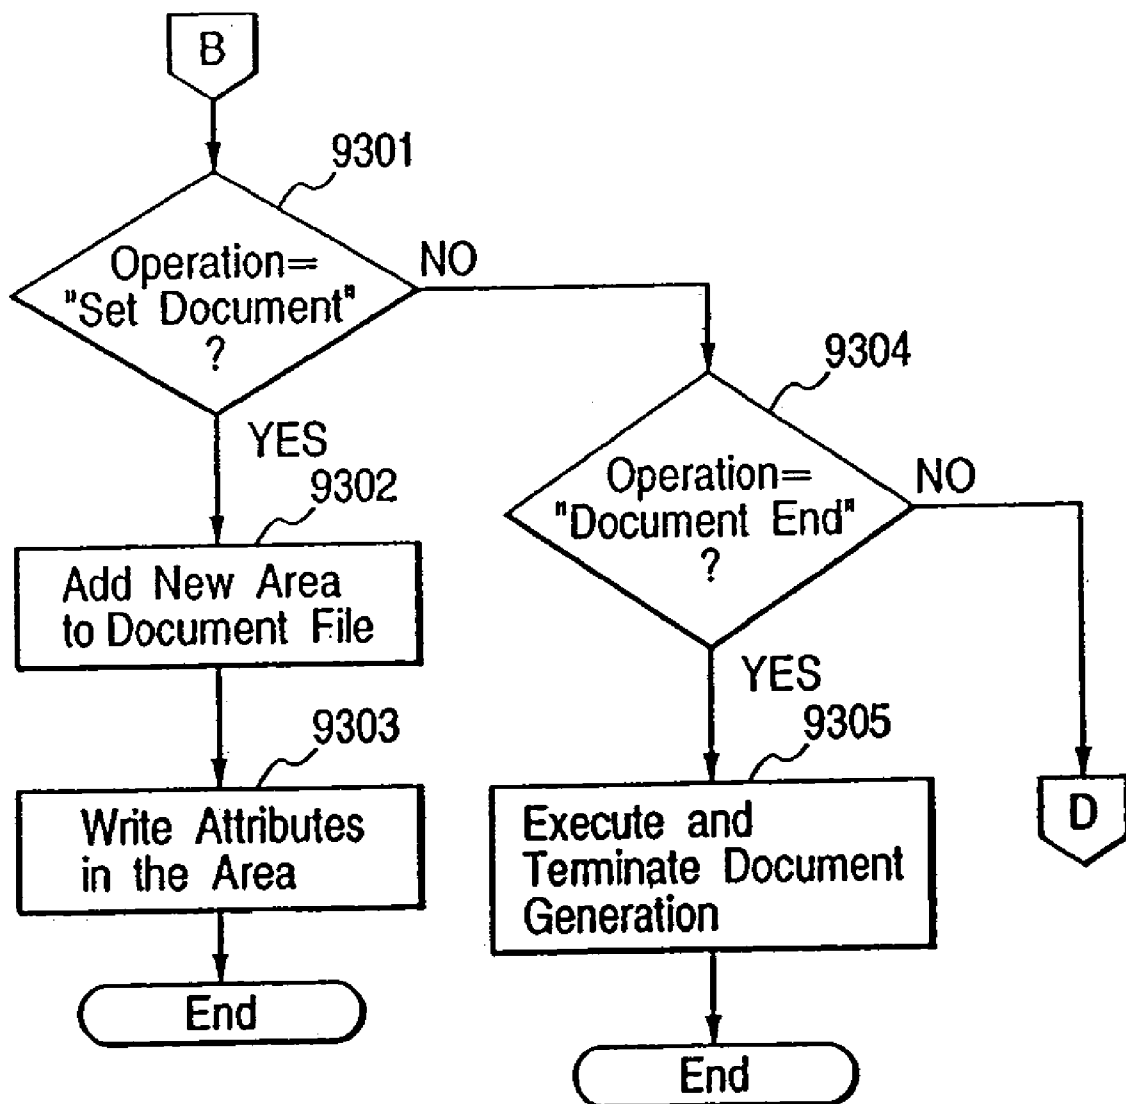 B
9301
Operation=
"Set Document"
?
NO
YES
9302
Add New Area
to Document File
9303
Write Attributes
in the Area
End
9304
Operation=
"Document End"
?
NO
YES
9305
Execute and
Terminate Document
Generation
End
D